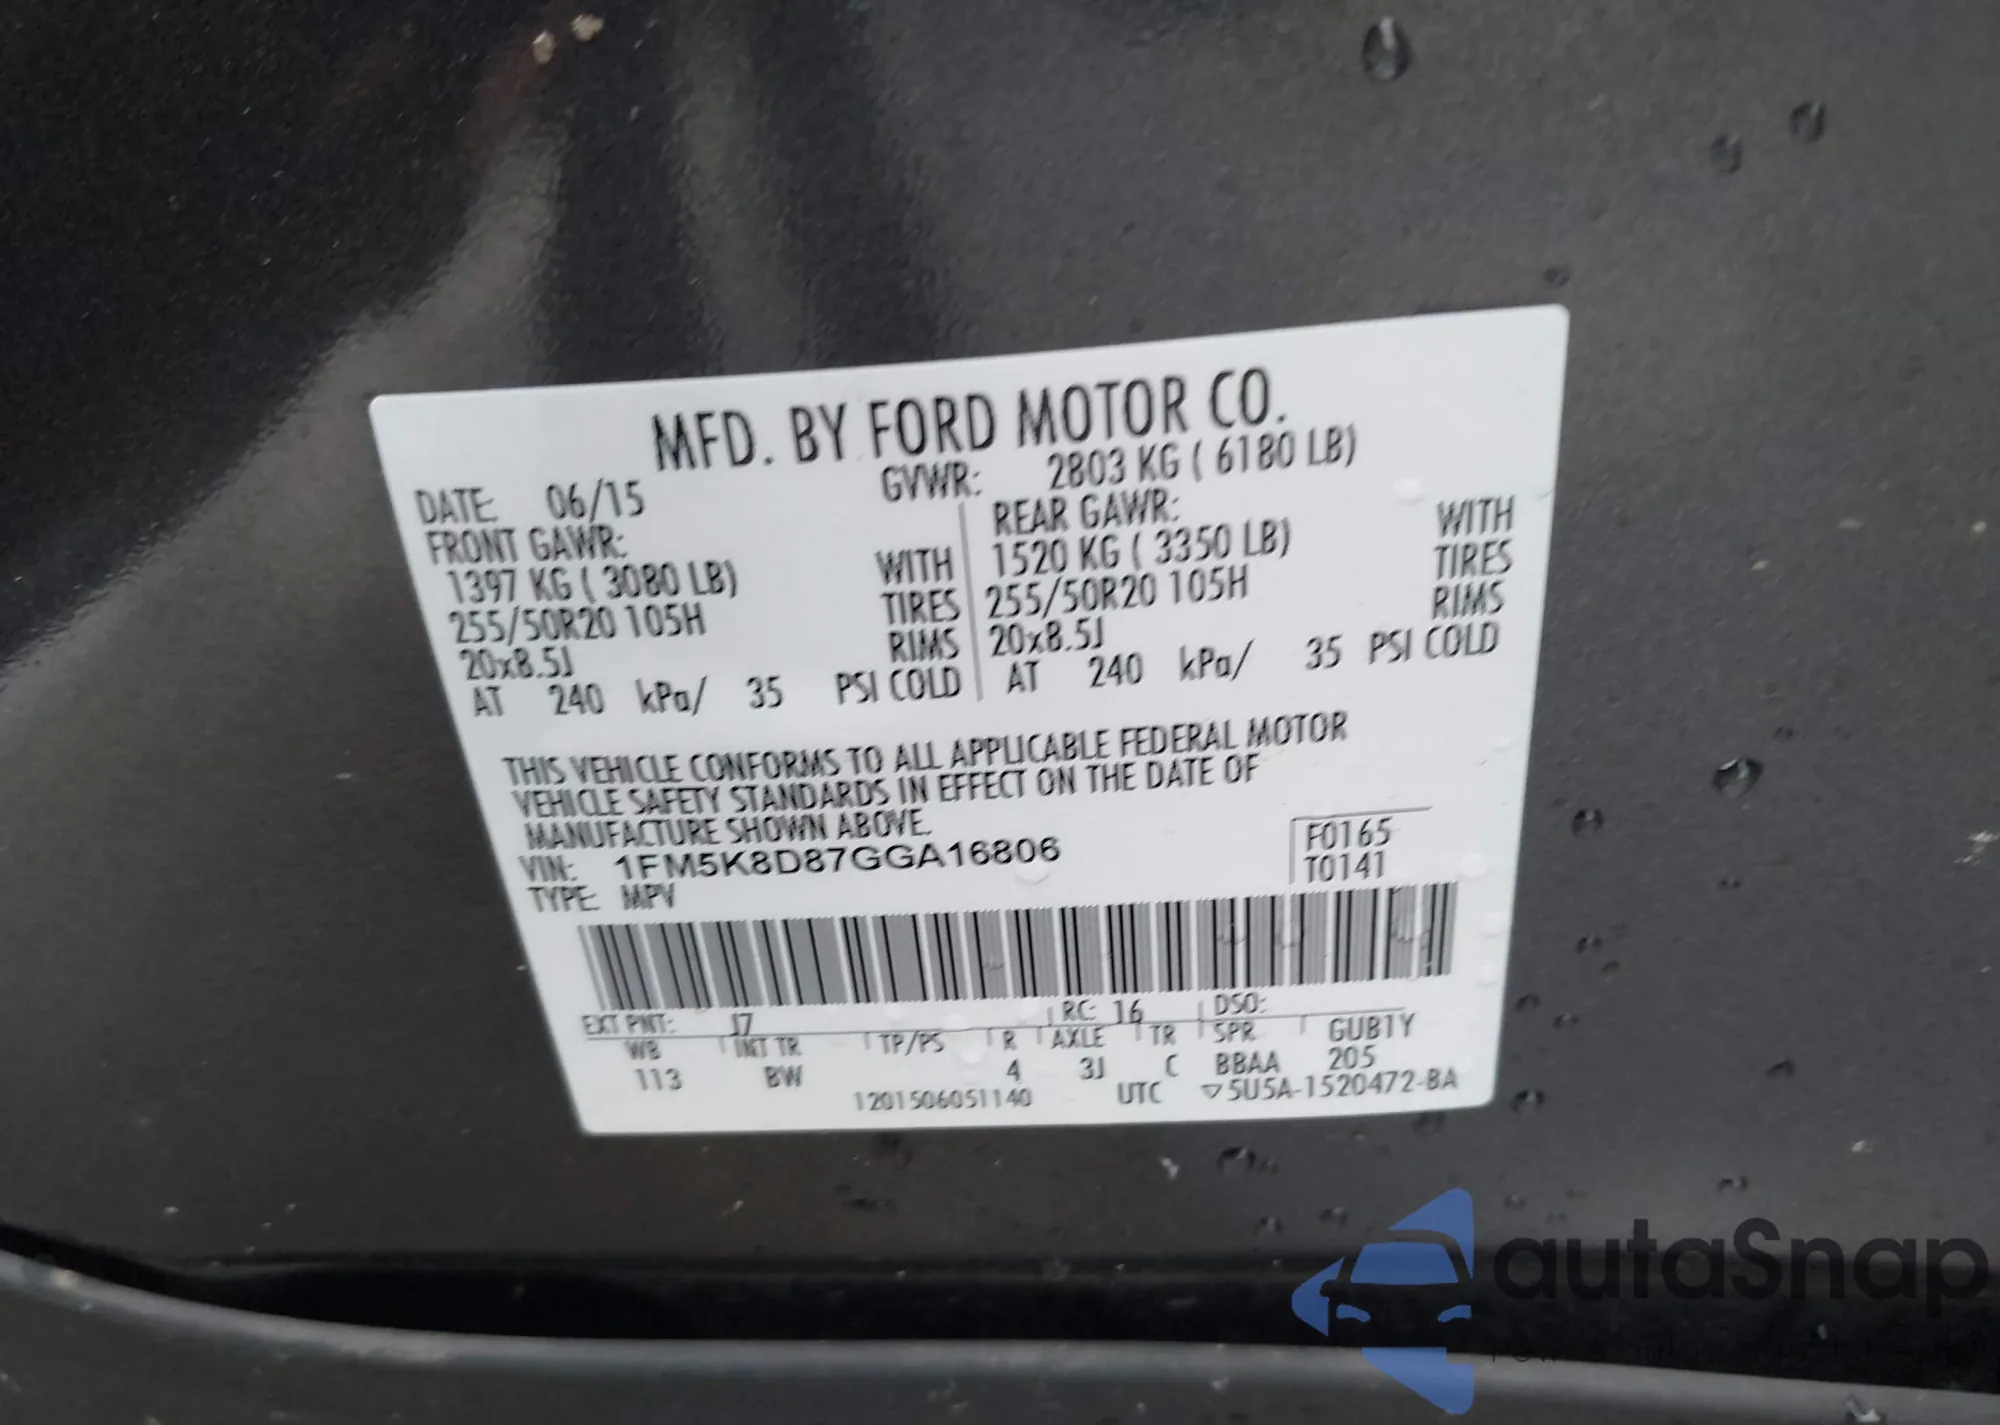 MFD. BY FORD MOTOR CO.
DATE: 06/15 GVWR: 2803 KG ( 6180 LB)
FRONT GAWR: REAR GAWR:
1397 KG ( 3080 LB) WITH 1520 KG ( 3350 LB) WITH
255/50R20 105H TIRES 255/50R20 105H TIRES
20x8.5J RIMS 20x8.5J RIMS
AT 240 kPa/ 35 PSI COLD AT 240 kPa/ 35 PSI COLD
THIS VEHICLE CONFORMS TO ALL APPLICABLE FEDERAL MOTOR
VEHICLE SAFETY STANDARDS IN EFFECT ON THE DATE OF
MANUFACTURE SHOWN ABOVE.
VIN: 1FM5K8D87GGA16806 F0165
TYPE: MPV T0141
EXT PNT: J7 RC: 16 DSO:
WB INT TR TP/PS R AXLE TR SPR GUB1Y
113 BW 4 3J C BBAA 205
1201506051140 UTC ▽5U5A-1520472-BA
autaSnap